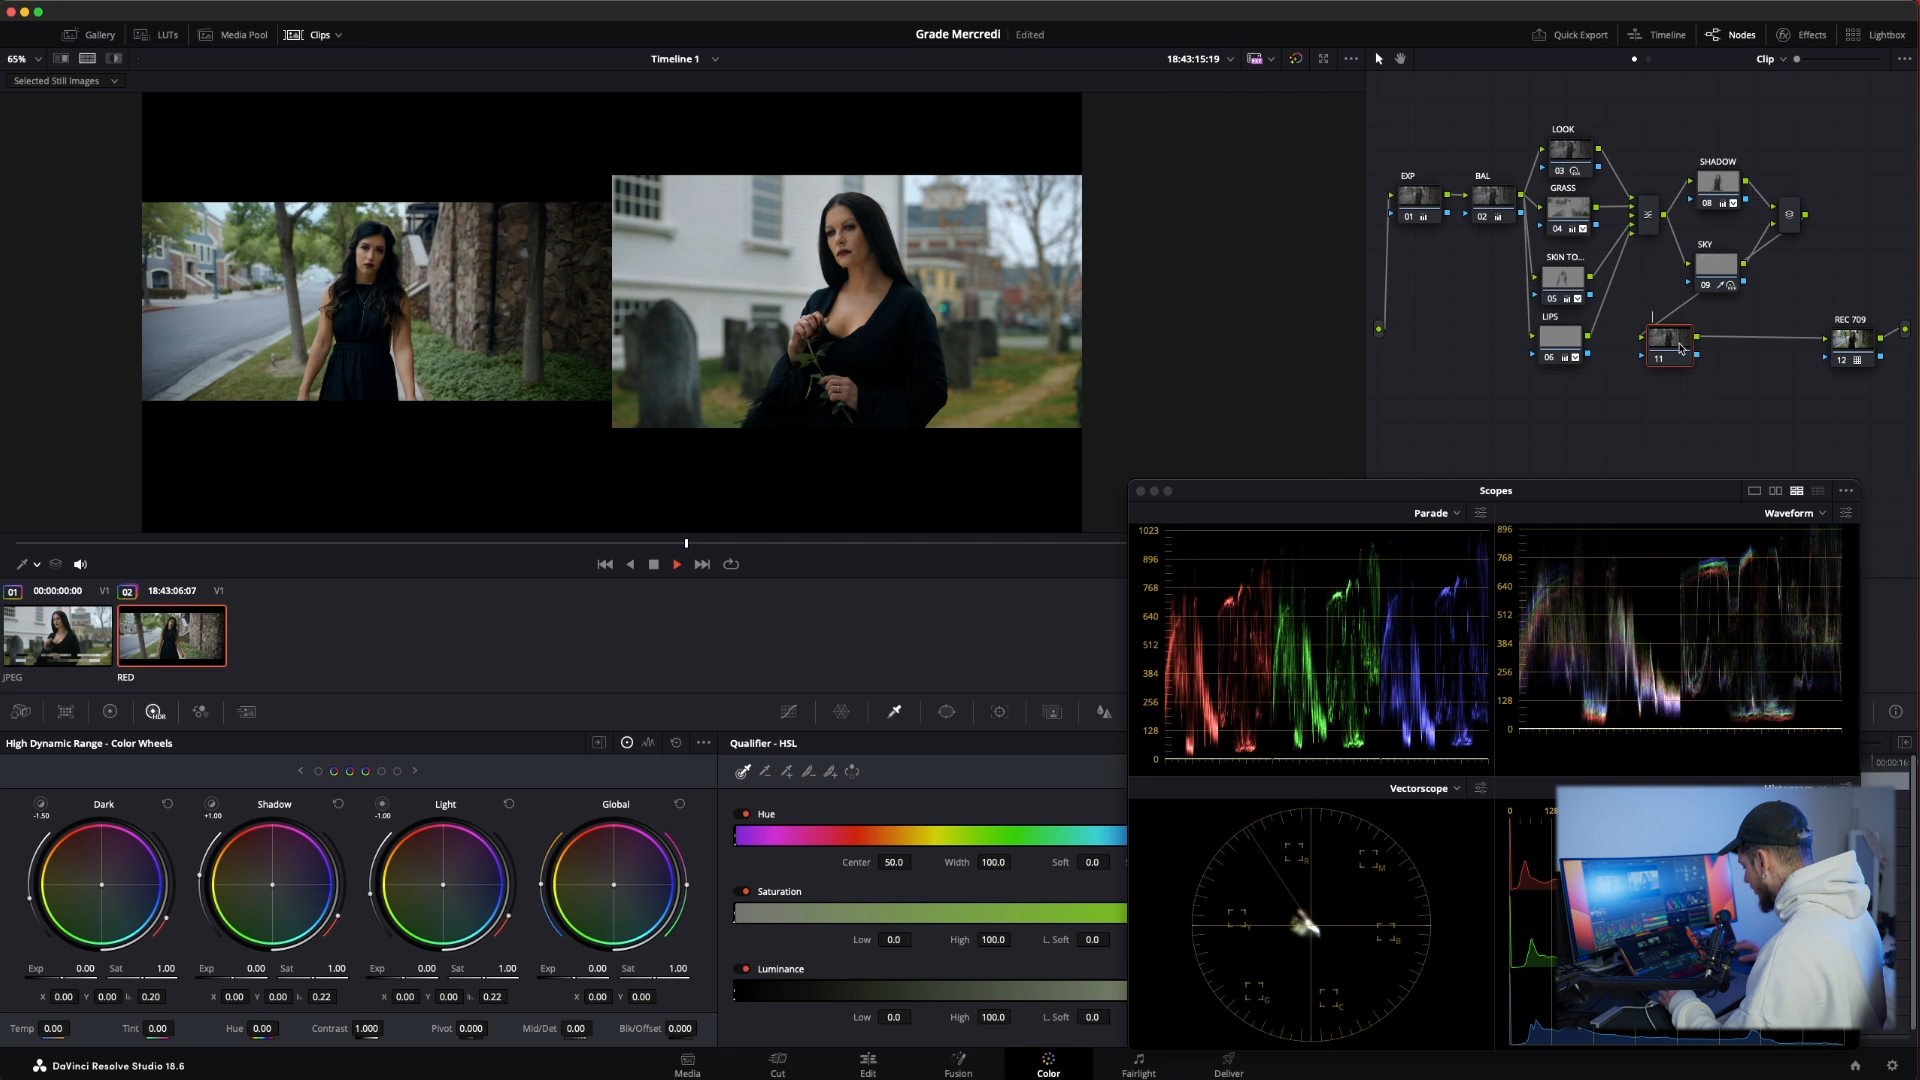 Gallery
LUTs
Media Pool
Clips
Grade Mercredi
Edited
Quick Export
Timeline
Nodes
Effects
Lightbox
65%
Timeline 1
18:43:15:19
Clip
Selected Still Images
LOOK
03
EXP
01
BAL
02
GRASS
04
SHADOW
08
SKIN TO...
05
SKY
09
LIPS
06
11
REC 709
12
Scopes
Parade
Waveform
1023
896
768
640
512
384
256
128
0
896
768
640
512
384
256
128
0
01 00:00:00:00 V1
02 18:43:06:07 V1
JPEG
RED
HDR
High Dynamic Range - Color Wheels
Dark
-1.50
Shadow
+1.00
Light
-1.00
Global
Exp 0.00 Sat 1.00
Exp 0.00 Sat 1.00
Exp 0.00 Sat 1.00
Exp 0.00 Sat 1.00
X 0.00 Y 0.00 0.20
X 0.00 Y 0.00 0.22
X 0.00 Y 0.00 0.22
X 0.00 Y 0.00
Temp 0.00 Tint 0.00 Hue 0.00 Contrast 1.000 Pivot 0.000 Mid/Det 0.00 Blk/Offset 0.000
Qualifier - HSL
Hue
Center 50.0 Width 100.0 Soft 0.0
Saturation
Low 0.0 High 100.0 L. Soft 0.0
Luminance
Low 0.0 High 100.0 L. Soft 0.0
Vectorscope
R
M
Y
B
G
C
0
00:00:16:
DaVinci Resolve Studio 18.6
Media
Cut
Edit
Fusion
Color
Fairlight
Deliver